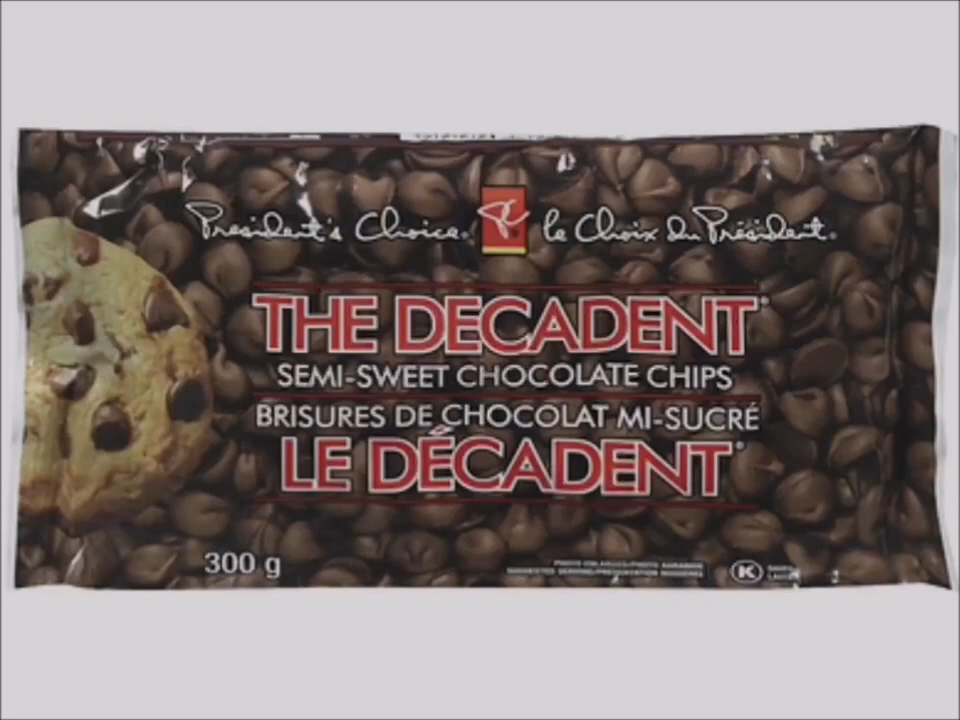 President's Choice® le Choix du Président®
THE DECADENT®
SEMI-SWEET CHOCOLATE CHIPS
BRISURES DE CHOCOLAT MI-SUCRÉ
LE DÉCADENT®
300 g
K